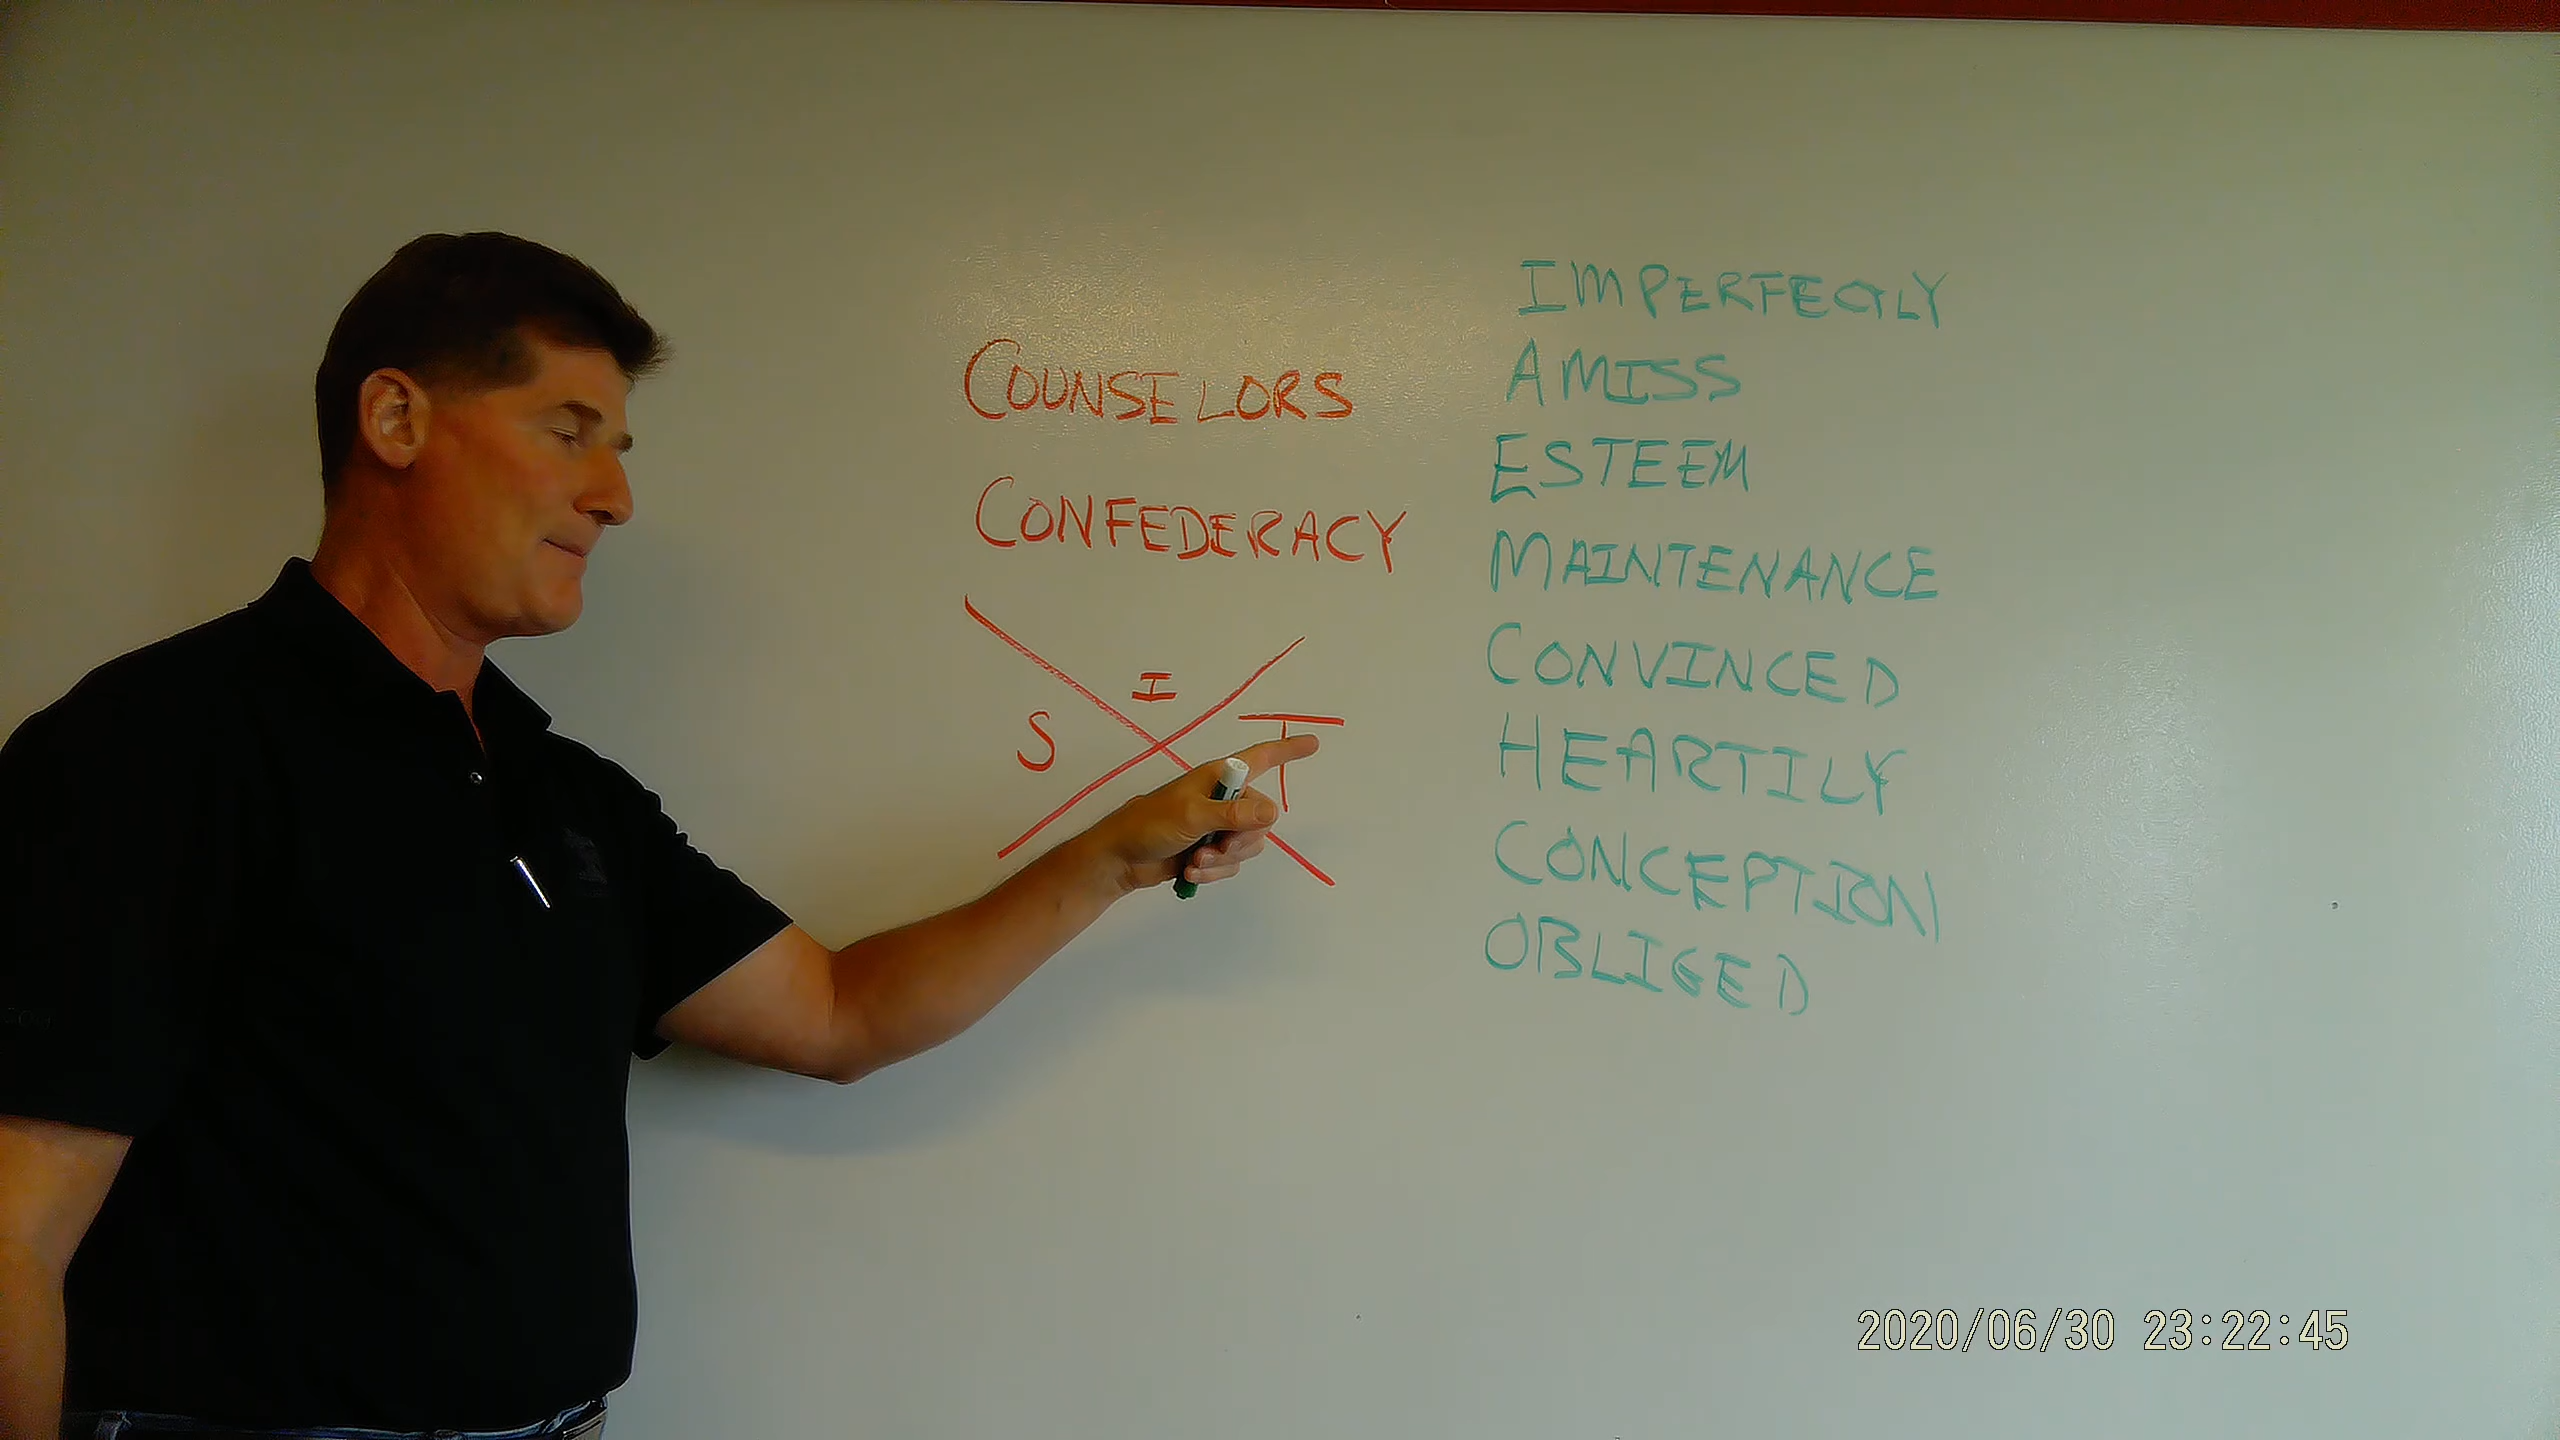 COUNSELORS
CONFEDERACY
I
S
T
IMPERFECTLY
AMISS
ESTEEM
MAINTENANCE
CONVINCED
HEARTILY
CONCEPTION
OBLIGED
2020/06/30 23:22:45